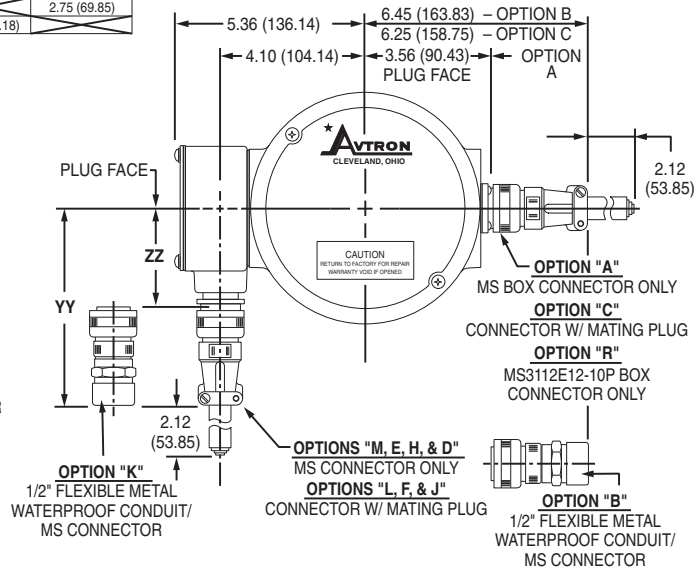 2.75 (69.85)
.18)
5.36 (136.14)
6.45 (163.83) – OPTION B
6.25 (158.75) – OPTION C
4.10 (104.14)
3.56 (90.43)
PLUG FACE
OPTION
A
AVTRON
CLEVELAND, OHIO
2.12
(53.85)
PLUG FACE
ZZ
YY
CAUTION
RETURN TO FACTORY FOR REPAIR
WARRANTY VOID IF OPENED
OPTION "A"
MS BOX CONNECTOR ONLY
OPTION "C"
CONNECTOR W/ MATING PLUG
OPTION "R"
MS3112E12-10P BOX
CONNECTOR ONLY
R
2.12
(53.85)
OPTIONS "M, E, H, & D"
MS CONNECTOR ONLY
OPTIONS "L, F, & J"
CONNECTOR W/ MATING PLUG
OPTION "K"
1/2" FLEXIBLE METAL
WATERPROOF CONDUIT/
MS CONNECTOR
OPTION "B"
1/2" FLEXIBLE METAL
WATERPROOF CONDUIT/
MS CONNECTOR